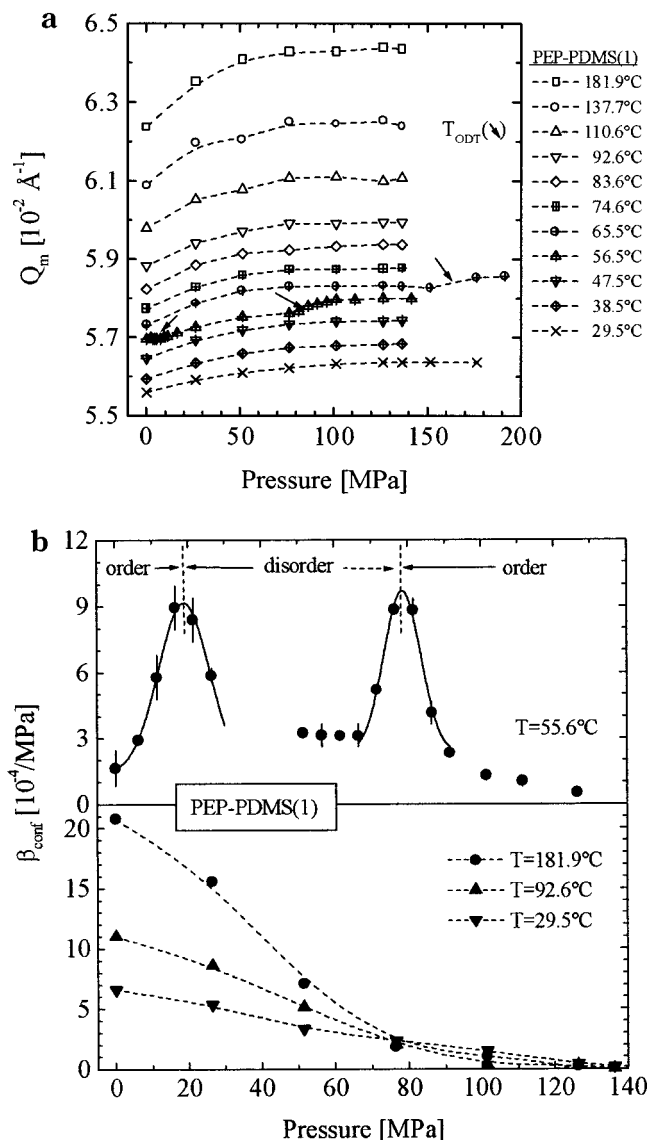 a
6.5
6.3
6.1
5.9
5.7
5.5
Qm [10-2 Å-1]
0 50 100 150 200
Pressure [MPa]
TODT(↘)
PEP-PDMS(1)
181.9°C
137.7°C
110.6°C
92.6°C
83.6°C
74.6°C
65.5°C
56.5°C
47.5°C
38.5°C
29.5°C
b
12
9
6
3
0
order disorder order
T=55.6°C
PEP-PDMS(1)
βconf [10-4/MPa]
20
15
10
5
0
T=181.9°C
T=92.6°C
T=29.5°C
0 20 40 60 80 100 120 140
Pressure [MPa]